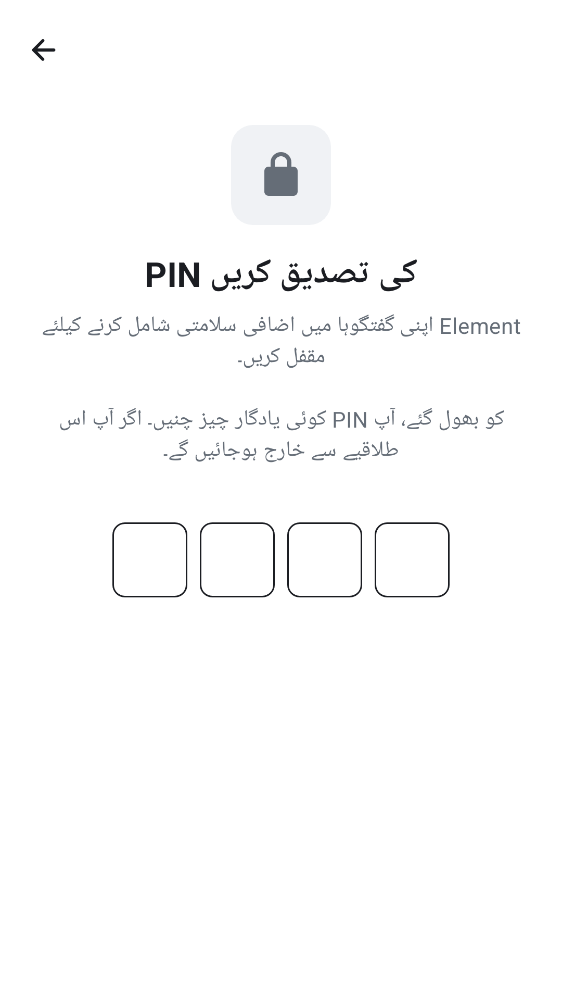 PIN کی تصدیق کریں
اپنی گفتگوہا میں اضافی سلامتی شامل کرنے کیلئے Element
مقفل کریں۔
کوئی یادگار چیز چنیں۔ اگر آپ اس PIN کو بھول گئے، آپ
طلاقیے سے خارج ہوجائیں گے۔